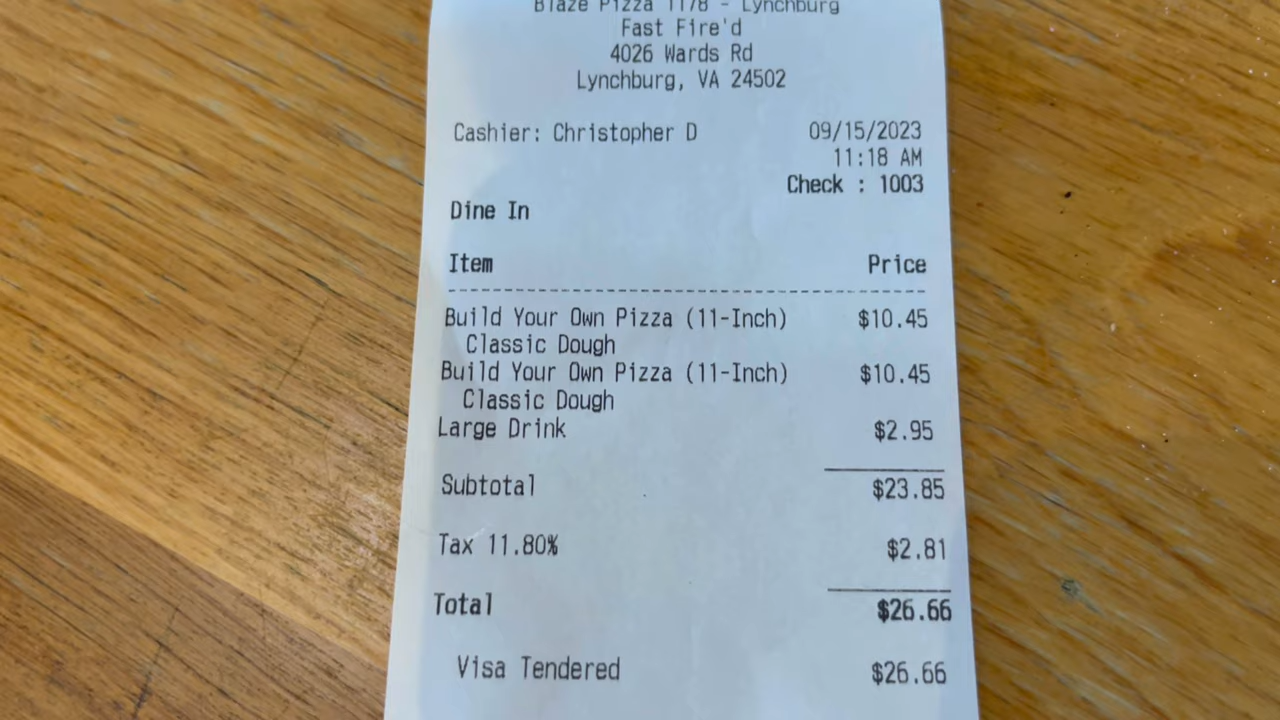 Blaze Pizza 1178 - Lynchburg
Fast Fire'd
4026 Wards Rd
Lynchburg, VA 24502
Cashier: Christopher D 09/15/2023
11:18 AM
Check : 1003
Dine In
Item Price
Build Your Own Pizza (11-Inch) $10.45
Classic Dough
Build Your Own Pizza (11-Inch) $10.45
Classic Dough
Large Drink $2.95
Subtotal $23.85
Tax 11.80% $2.81
Total $26.66
Visa Tendered $26.66